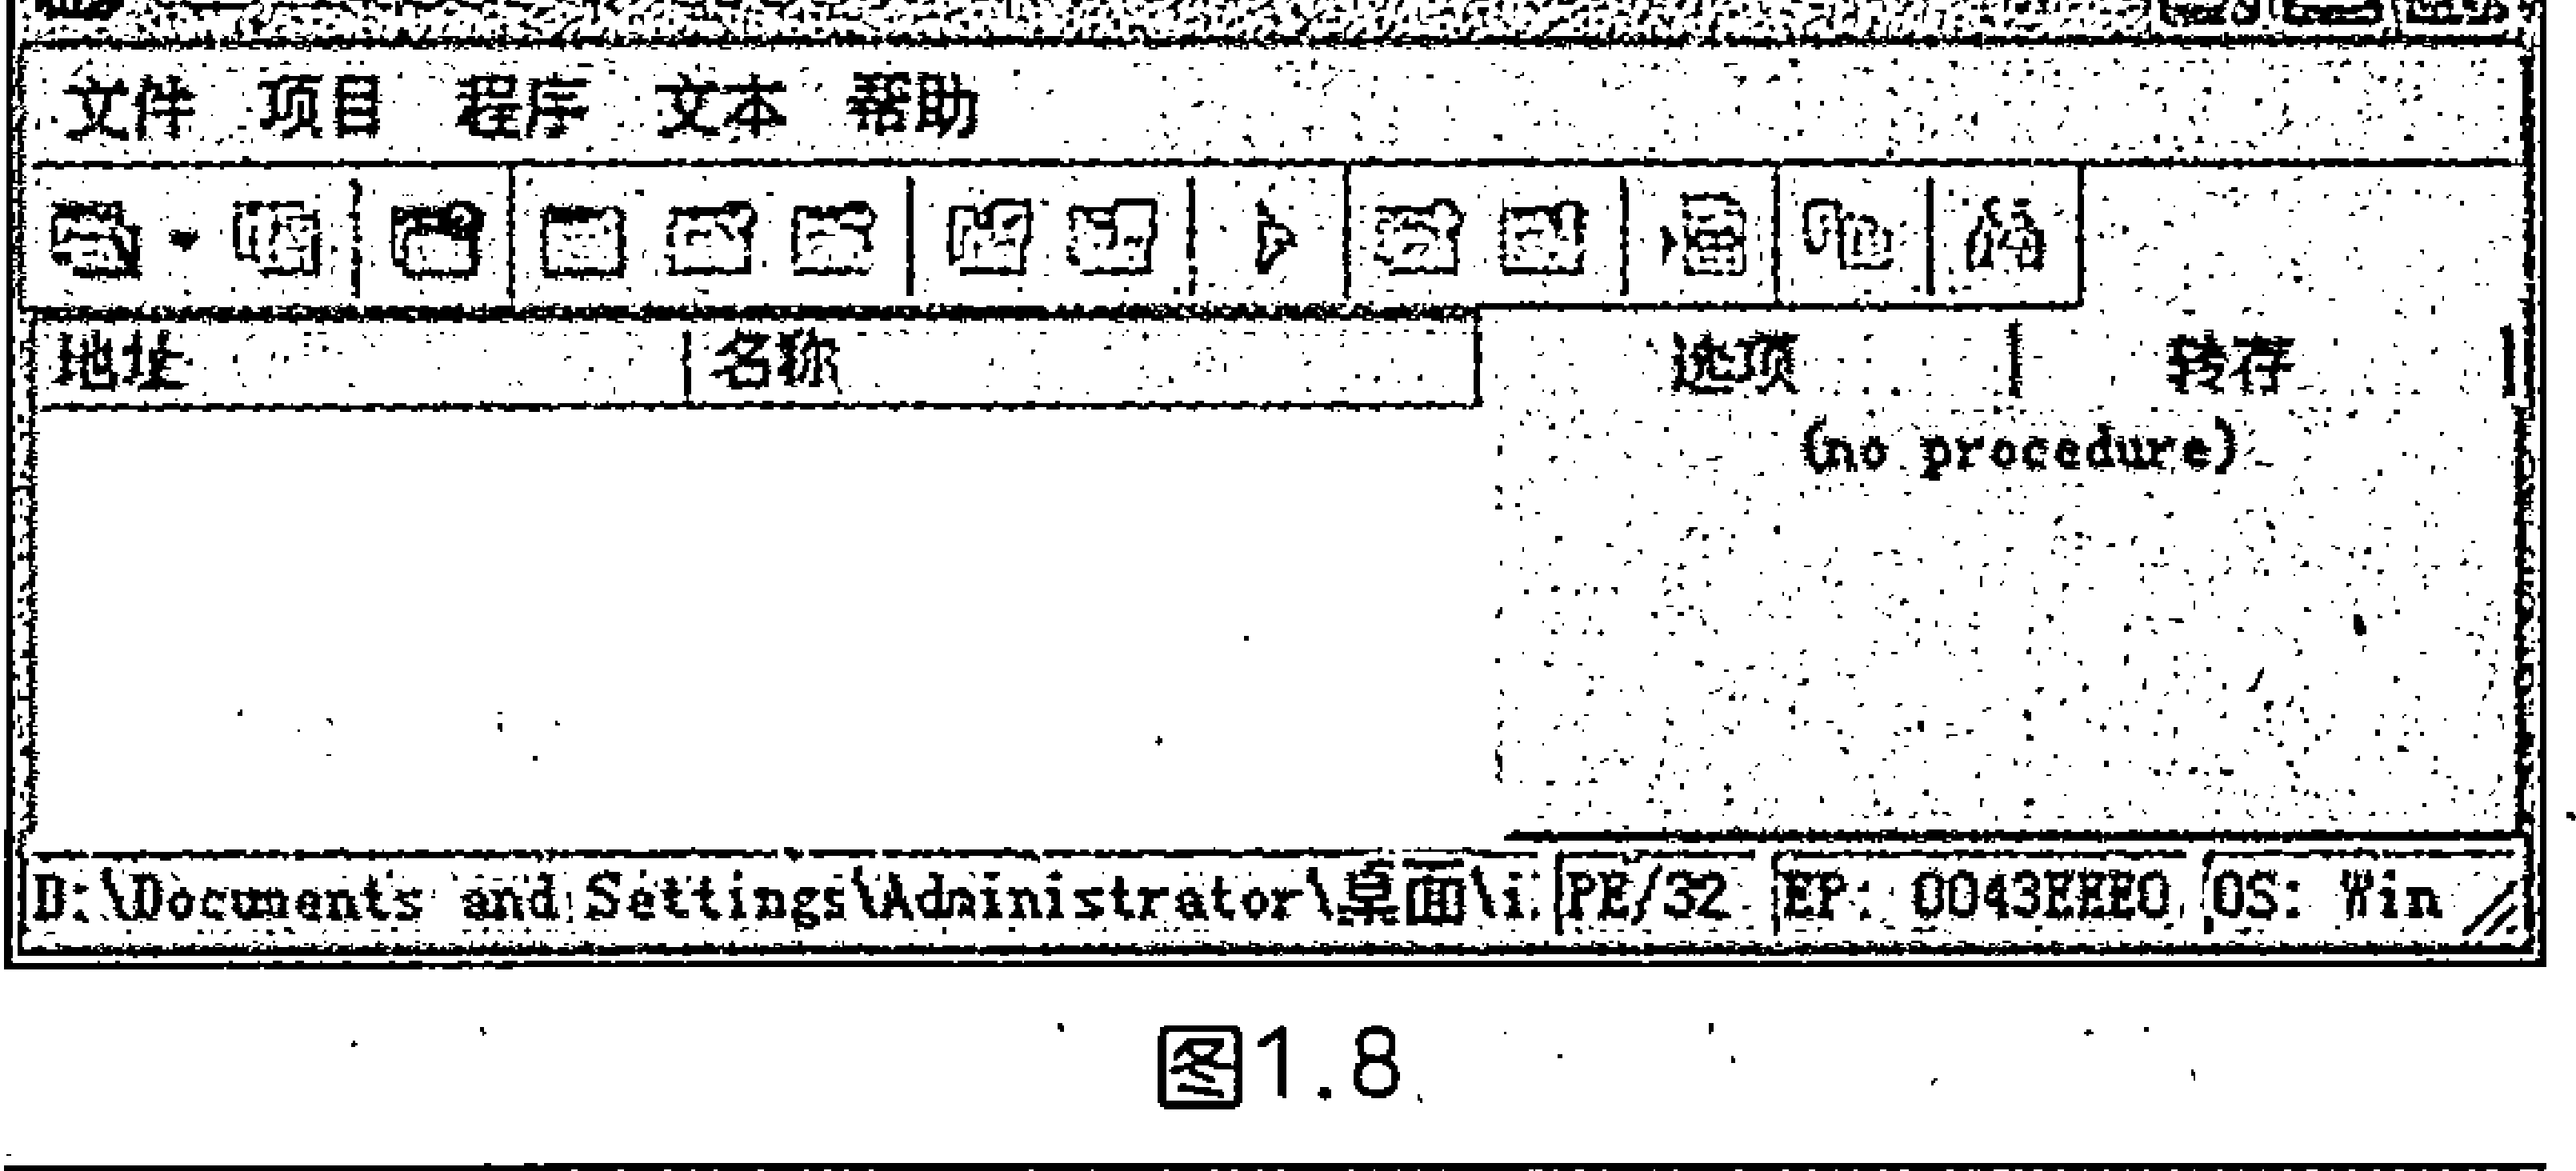 文件 项目 程序 文本 帮助
地址 名称 选项 转存
(no procedure)
D:\Documents and Settings\Administrator\桌面\i PE/32 EP: 0043EEE0 OS: Win
图1.8